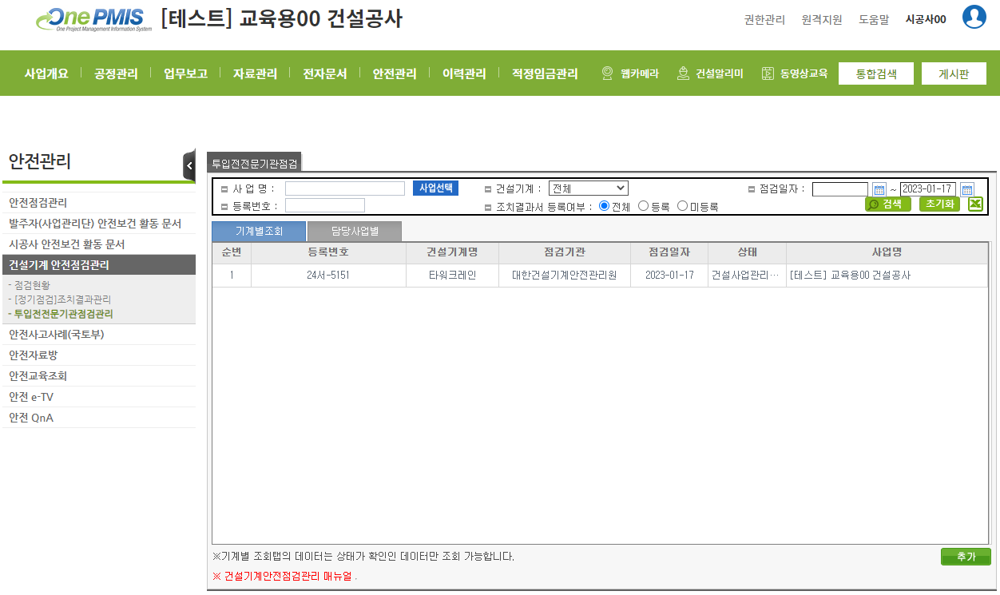 One PMIS
One Project Management Information System
[테스트] 교육용00 건설공사
권한관리 원격지원 도움말 시공사00
사업개요 공정관리 업무보고 자료관리 전자문서 안전관리 이력관리 적정임금관리 웹카메라 건설알리미 동영상교육 통합검색 게시판
안전관리
안전점검관리
발주자(사업관리단) 안전보건 활동 문서
시공사 안전보건 활동 문서
건설기계 안전점검관리
- 점검현황
- [정기점검]조치결과관리
- 투입전전문기관점검관리
안전사고사례(국토부)
안전자료방
안전교육조회
안전 e-TV
안전 QnA
투입전전문기관점검
사 업 명 : 사업선택 건설기계 : 전체 점검일자 : ~ 2023-01-17
등록번호 : 조치결과서 등록여부 : 전체 등록 미등록 검색 초기화
기계별조회 담당사업별
순번 등록번호 건설기계명 점검기관 점검일자 상태 사업명
1 24서-5151 타워크레인 대한건설기계안전관리원 2023-01-17 건설사업관리··· [테스트] 교육용00 건설공사
※기계별 조회탭의 데이터는 상태가 확인인 데이터만 조회 가능합니다.
추가
※ 건설기계안전점검관리 매뉴얼 .